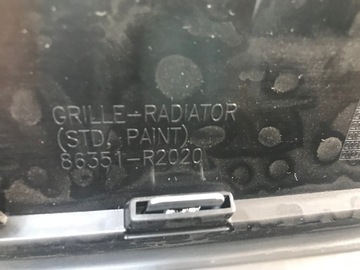 GRILLE-RADIATOR
(STD. PAINT)
86351-R2020